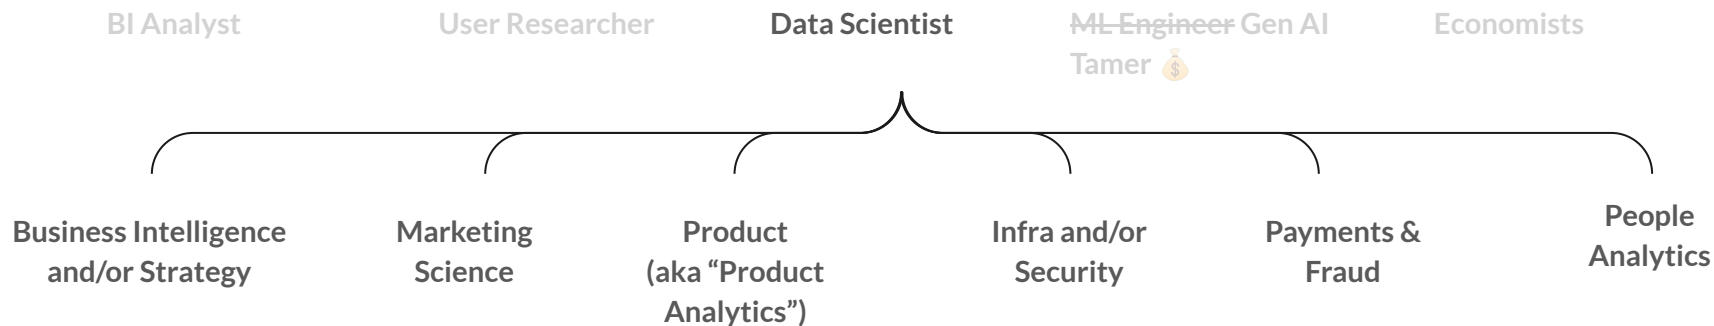 BI Analyst
User Researcher
Data Scientist
ML Engineer Gen AI
Tamer 💰
Economists
Business Intelligence
and/or Strategy
Marketing
Science
Product
(aka “Product
Analytics”)
Infra and/or
Security
Payments &
Fraud
People
Analytics